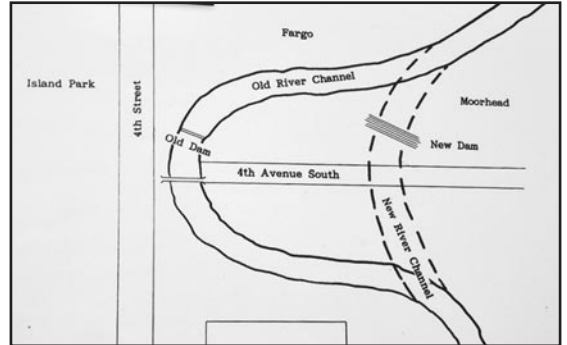 Fargo
Island Park
4th Street
Old River Channel
Moorhead
Old Dam
New Dam
4th Avenue South
New River Channel